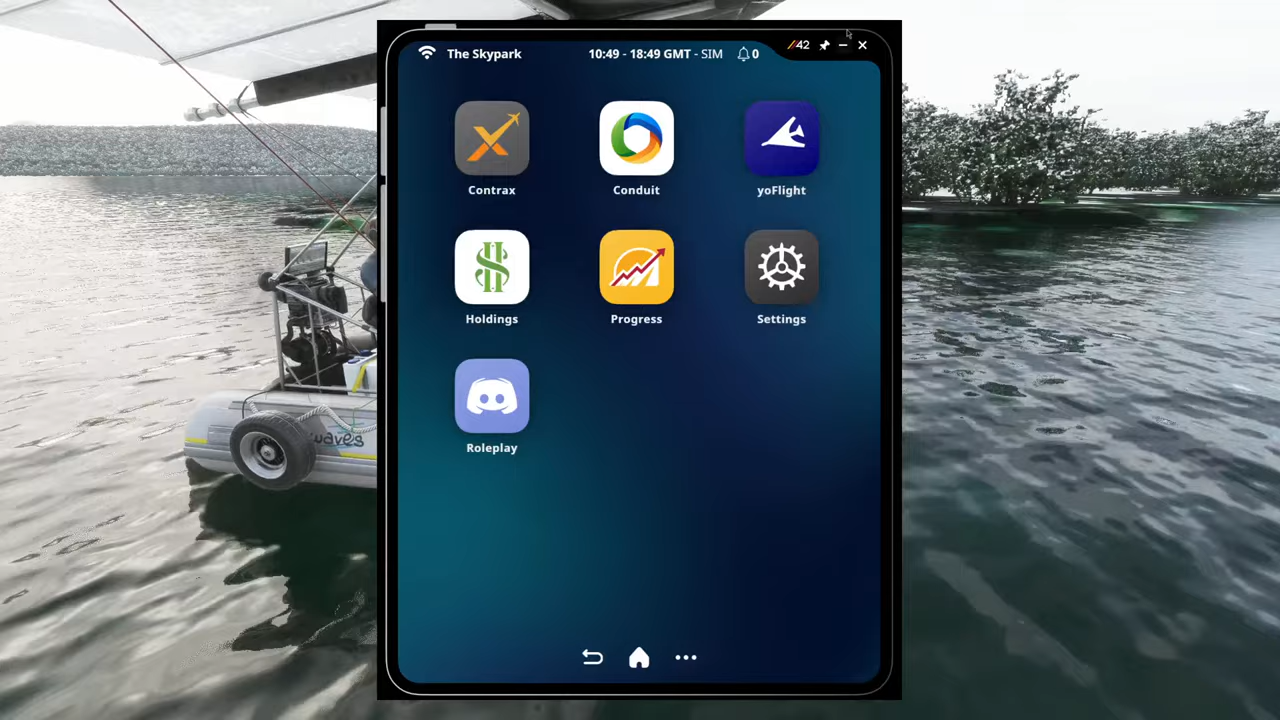 The Skypark 10:49 - 18:49 GMT - SIM 0 //42
Contrax Conduit yoFlight
Holdings Progress Settings
Roleplay
waves